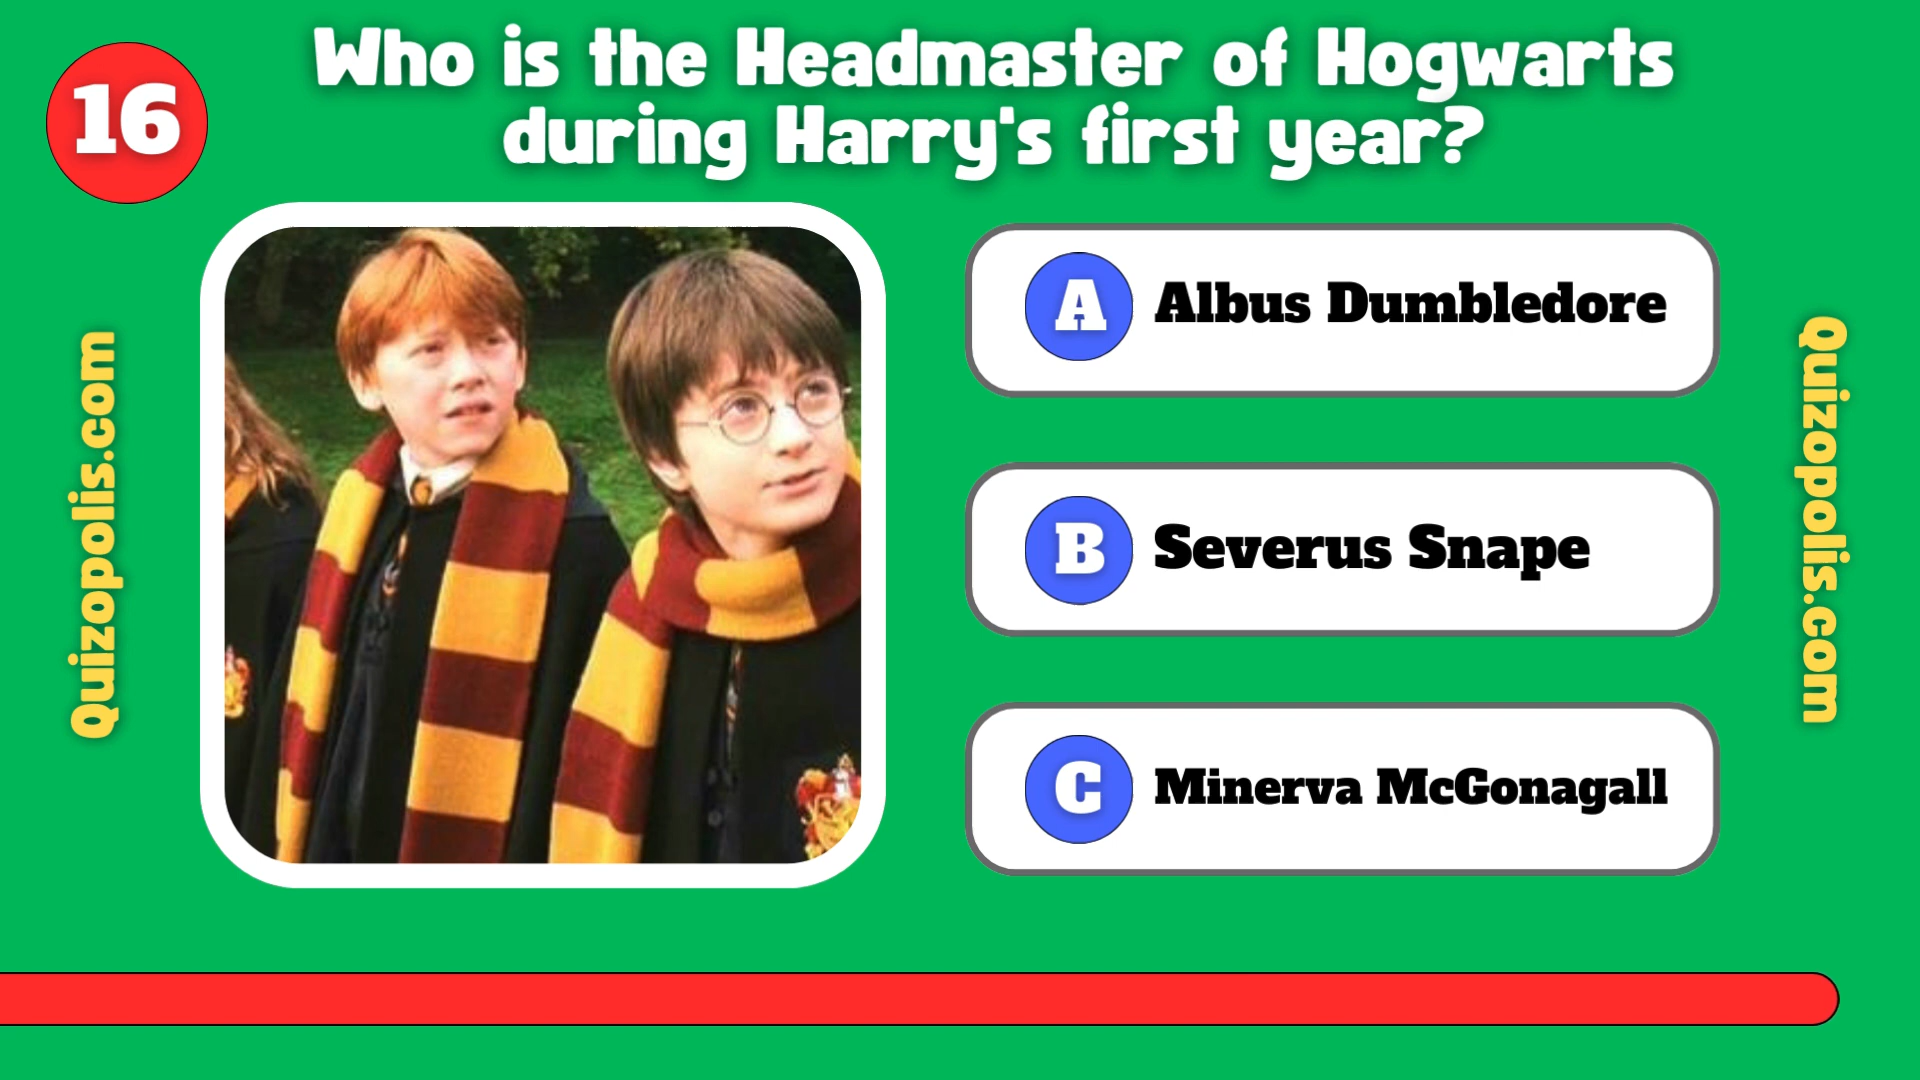 16
Who is the Headmaster of Hogwarts
during Harry's first year?
Quizopolis.com
A Albus Dumbledore
B Severus Snape
C Minerva McGonagall
Quizopolis.com